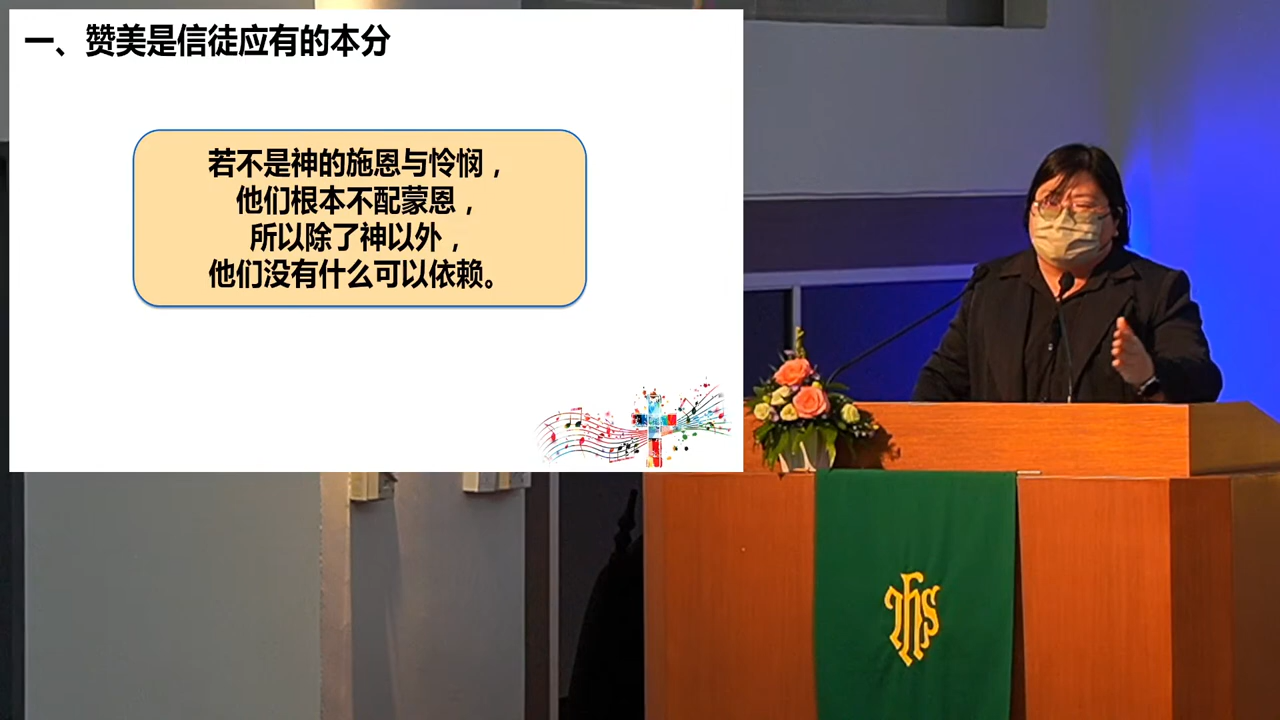 一、赞美是信徒应有的本分
若不是神的施恩与怜悯，
他们根本不配蒙恩，
所以除了神以外，
他们没有什么可以依赖。
IHS